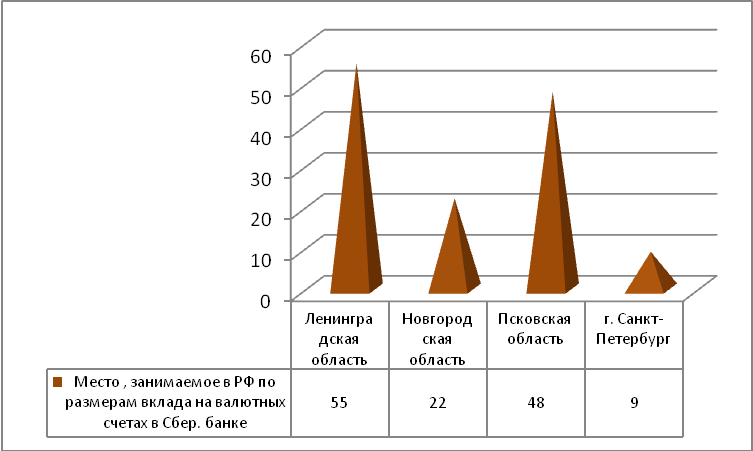 60
50
40
30
20
10
0
Ленингра
дская
область
Новгород
ская
область
Псковская
область
г. Санкт-
Петербург
Место , занимаемое в РФ по
размерам вклада на валютных
счетах в Сбер. банке
55
22
48
9